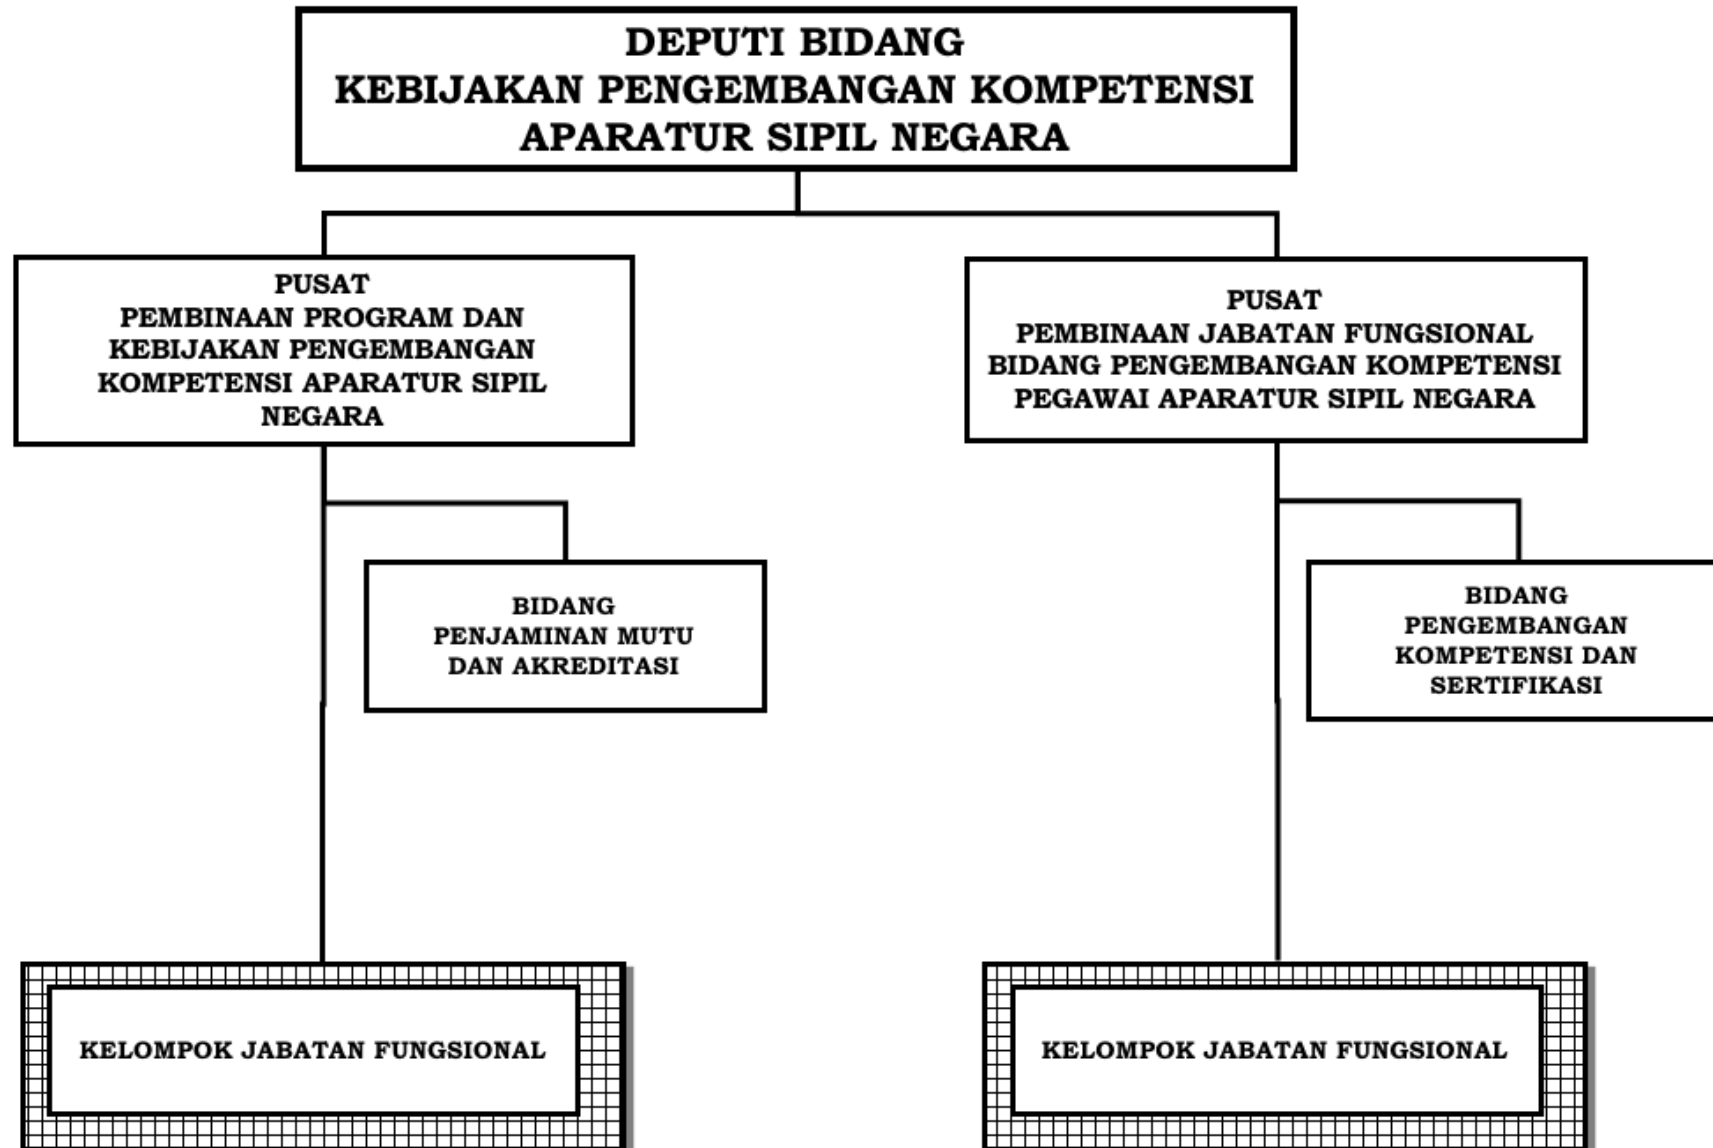 DEPUTI BIDANG
KEBIJAKAN PENGEMBANGAN KOMPETENSI
APARATUR SIPIL NEGARA
PUSAT
PEMBINAAN PROGRAM DAN
KEBIJAKAN PENGEMBANGAN
KOMPETENSI APARATUR SIPIL
NEGARA
PUSAT
PEMBINAAN JABATAN FUNGSIONAL
BIDANG PENGEMBANGAN KOMPETENSI
PEGAWAI APARATUR SIPIL NEGARA
BIDANG
PENJAMINAN MUTU
DAN AKREDITASI
BIDANG
PENGEMBANGAN
KOMPETENSI DAN
SERTIFIKASI
KELOMPOK JABATAN FUNGSIONAL
KELOMPOK JABATAN FUNGSIONAL